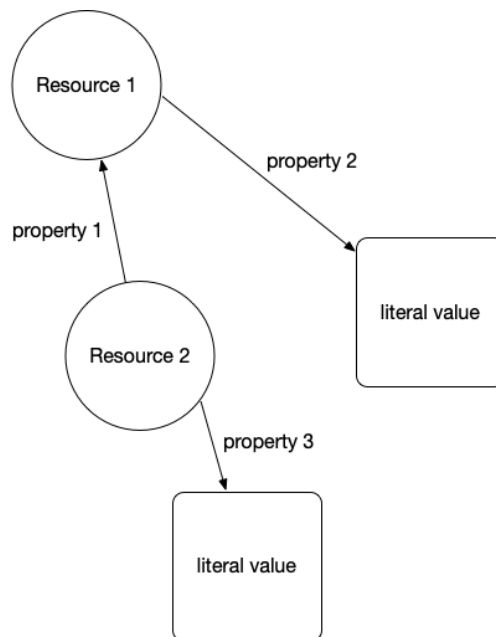 Resource 1
property 2
property 1
literal value
Resource 2
property 3
literal value